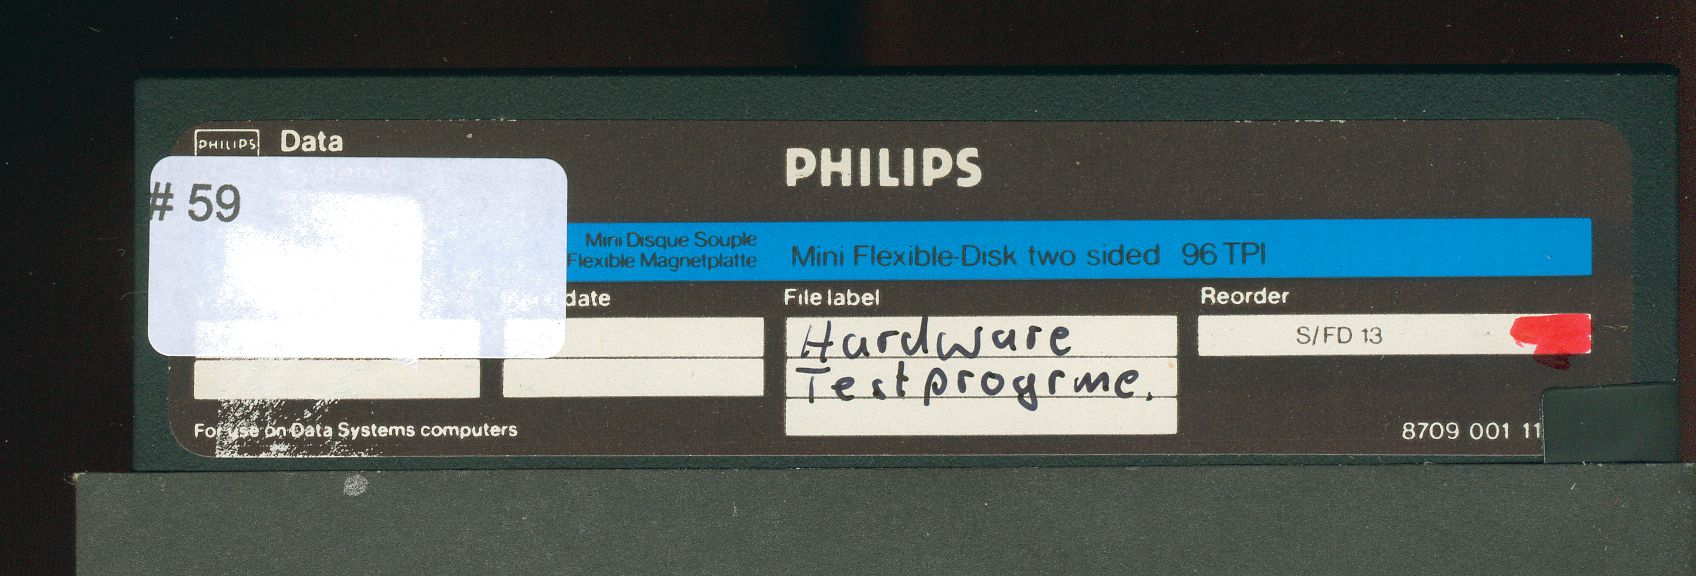 PHILIPS Data
PHILIPS
# 59
Mini Disque Souple
Flexible Magnetplatte
Mini Flexible-Disk two sided 96 TPI
date
File label
Reorder
Hardware
Testprogrme.
S/FD 13
For use on Data Systems computers
8709 001 11